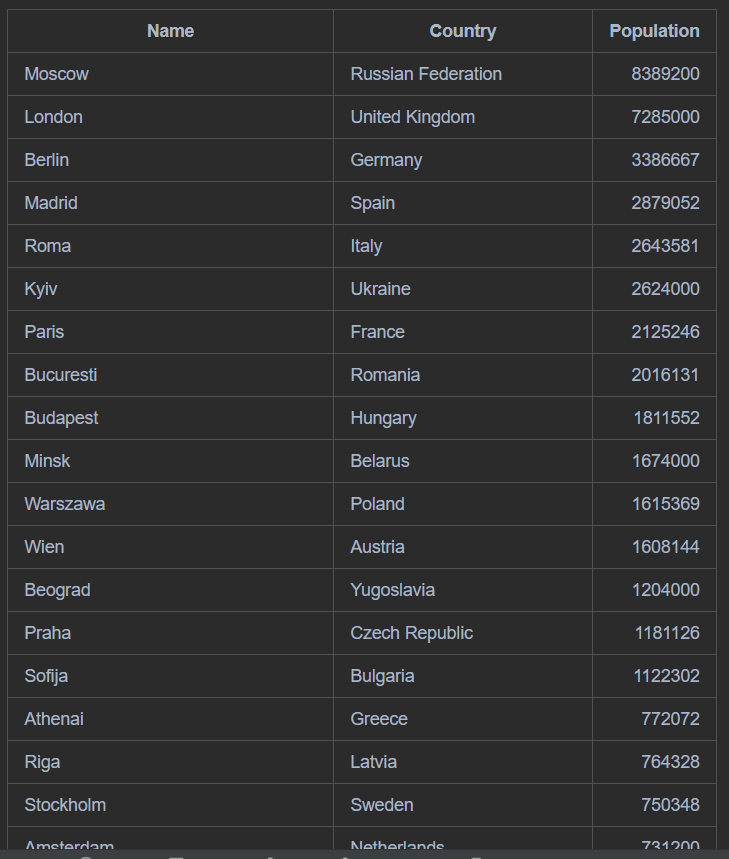 Name Country Population
Moscow Russian Federation 8389200
London United Kingdom 7285000
Berlin Germany 3386667
Madrid Spain 2879052
Roma Italy 2643581
Kyiv Ukraine 2624000
Paris France 2125246
Bucuresti Romania 2016131
Budapest Hungary 1811552
Minsk Belarus 1674000
Warszawa Poland 1615369
Wien Austria 1608144
Beograd Yugoslavia 1204000
Praha Czech Republic 1181126
Sofija Bulgaria 1122302
Athenai Greece 772072
Riga Latvia 764328
Stockholm Sweden 750348
Amsterdam Netherlands 731200